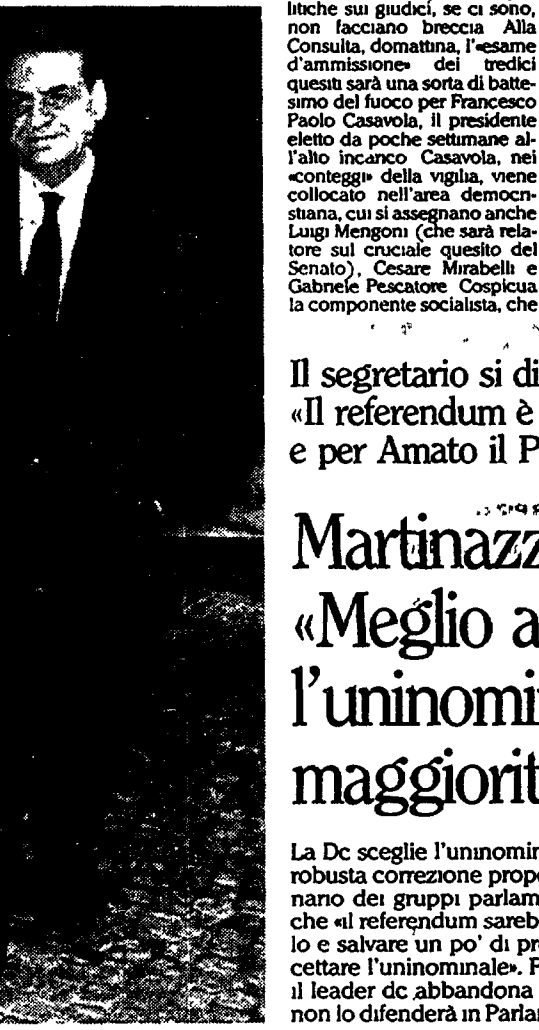 litiche sui giudici, se ci sono,
non facciano breccia Alla
Consulta, domattina, l'«esame
d'ammissione» dei tredici
quesiti sarà una sorta di batte-
simo del fuoco per Francesco
Paolo Casavola, il presidente
eletto da poche settimane al-
l'alto incarico Casavola, nei
«conteggi» della vigilia, viene
collocato nell'area democri-
stiana, cui si assegnano anche
Luigi Mengoni (che sarà rela-
tore sul cruciale quesito del
Senato), Cesare Mirabelli e
Gabriele Pescatore Cospicua
la componente socialista, che
Il segretario si di
«Il referendum è
e per Amato il P
Martinazz
«Meglio a
l'uninomi
maggiorit
La Dc sceglie l'uninomin
robusta correzione propo
nario dei gruppi parlam
che «il referendum sareb
lo e salvare un po' di pr
cettare l'uninominale». F
il leader dc abbandona
non lo difenderà in Parlar